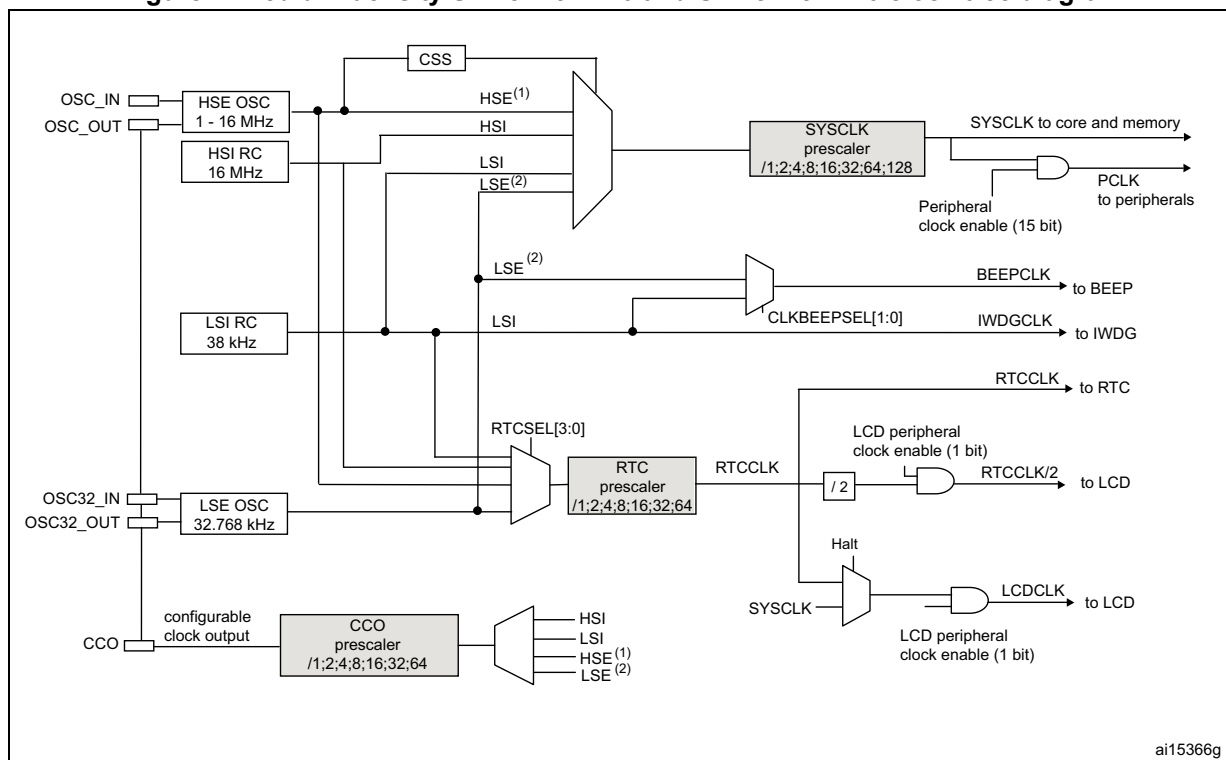 CSS
OSC_IN
OSC_OUT
HSE OSC
1 - 16 MHz
HSE(1)
HSI RC
16 MHz
HSI
LSI
LSE(2)
SYSCLK
prescaler
/1;2;4;8;16;32;64;128
SYSCLK to core and memory
PCLK
to peripherals
Peripheral
clock enable (15 bit)
LSE(2)
BEEPCLK
to BEEP
CLKBEEPSEL[1:0]
LSI RC
38 kHz
LSI
IWDGCLK
to IWDG
RTCCLK
to RTC
RTCSEL[3:0]
RTC
prescaler
/1;2;4;8;16;32;64
RTCCLK
/ 2
LCD peripheral
clock enable (1 bit)
RTCCLK/2
to LCD
OSC32_IN
OSC32_OUT
LSE OSC
32.768 kHz
Halt
SYSCLK
LCDCLK
to LCD
LCD peripheral
clock enable (1 bit)
CCO
configurable
clock output
CCO
prescaler
/1;2;4;8;16;32;64
HSI
LSI
HSE(1)
LSE(2)
ai15366g